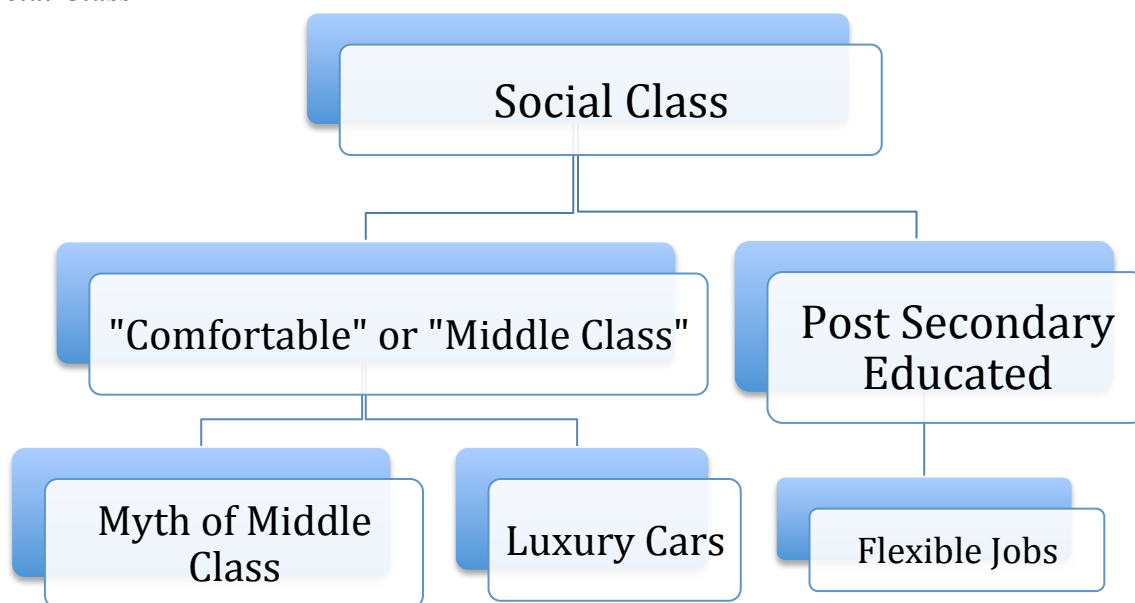 Social Class
"Comfortable" or "Middle Class"
Post Secondary
Educated
Myth of Middle
Class
Luxury Cars
Flexible Jobs